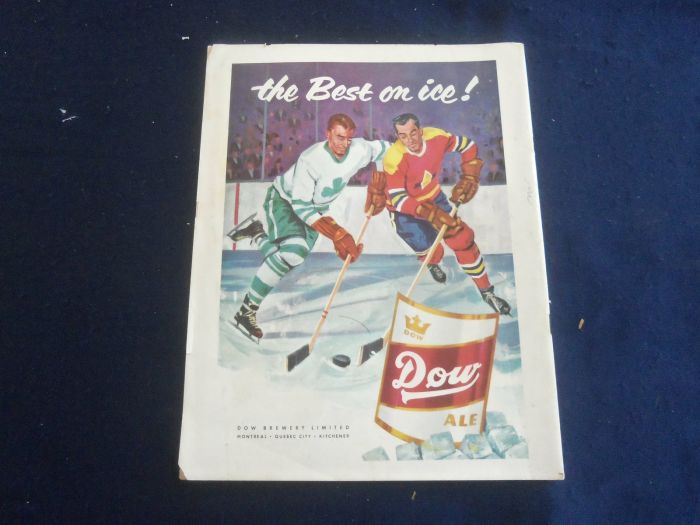 the Best on ice!
DOW
Dow
ALE
DOW BREWERY LIMITED
MONTREAL • QUEBEC CITY • KITCHENER